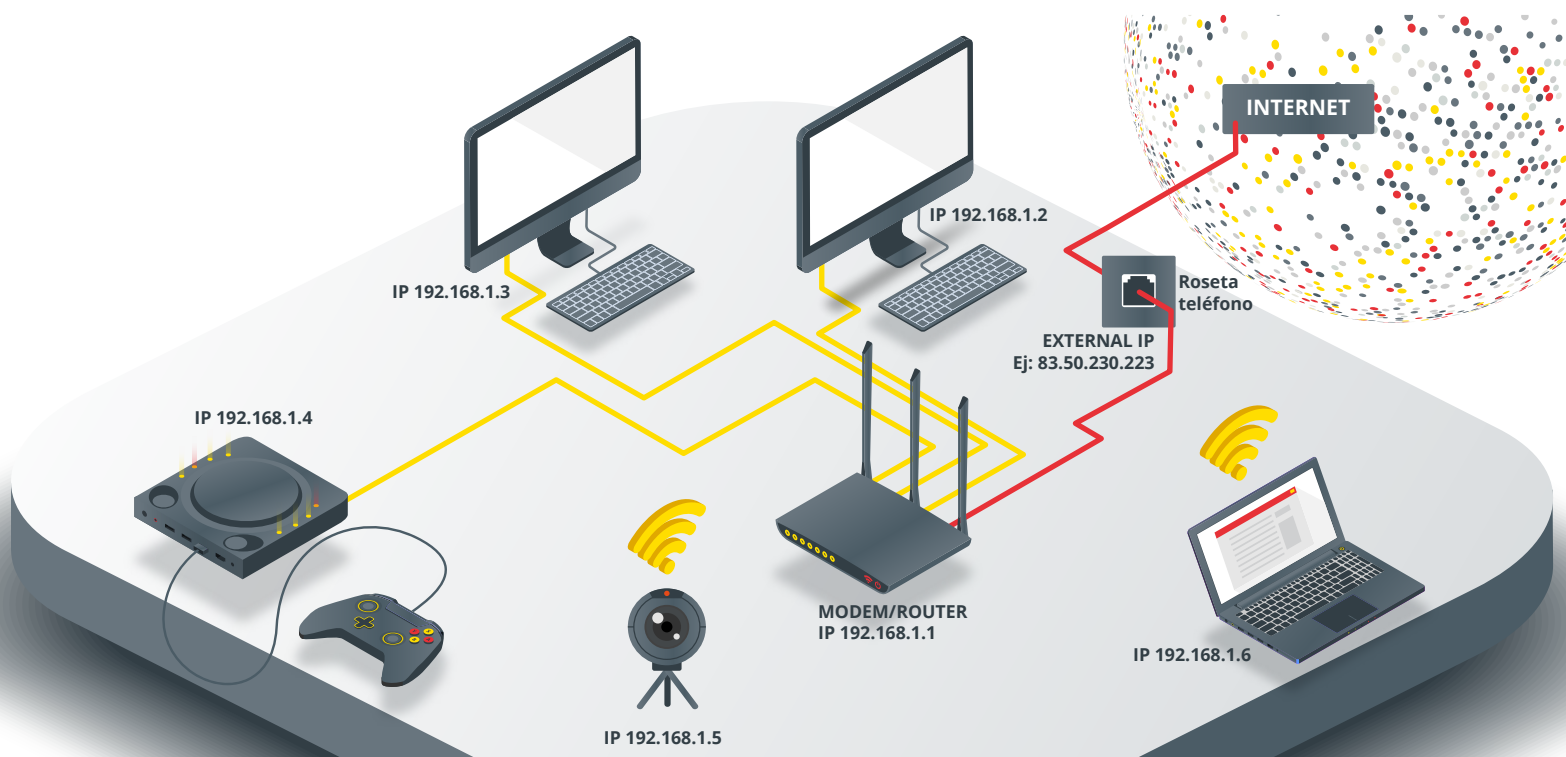 INTERNET
IP 192.168.1.2
Roseta
teléfono
IP 192.168.1.3
EXTERNAL IP
Ej: 83.50.230.223
IP 192.168.1.4
MODEM/ROUTER
IP 192.168.1.1
IP 192.168.1.6
IP 192.168.1.5